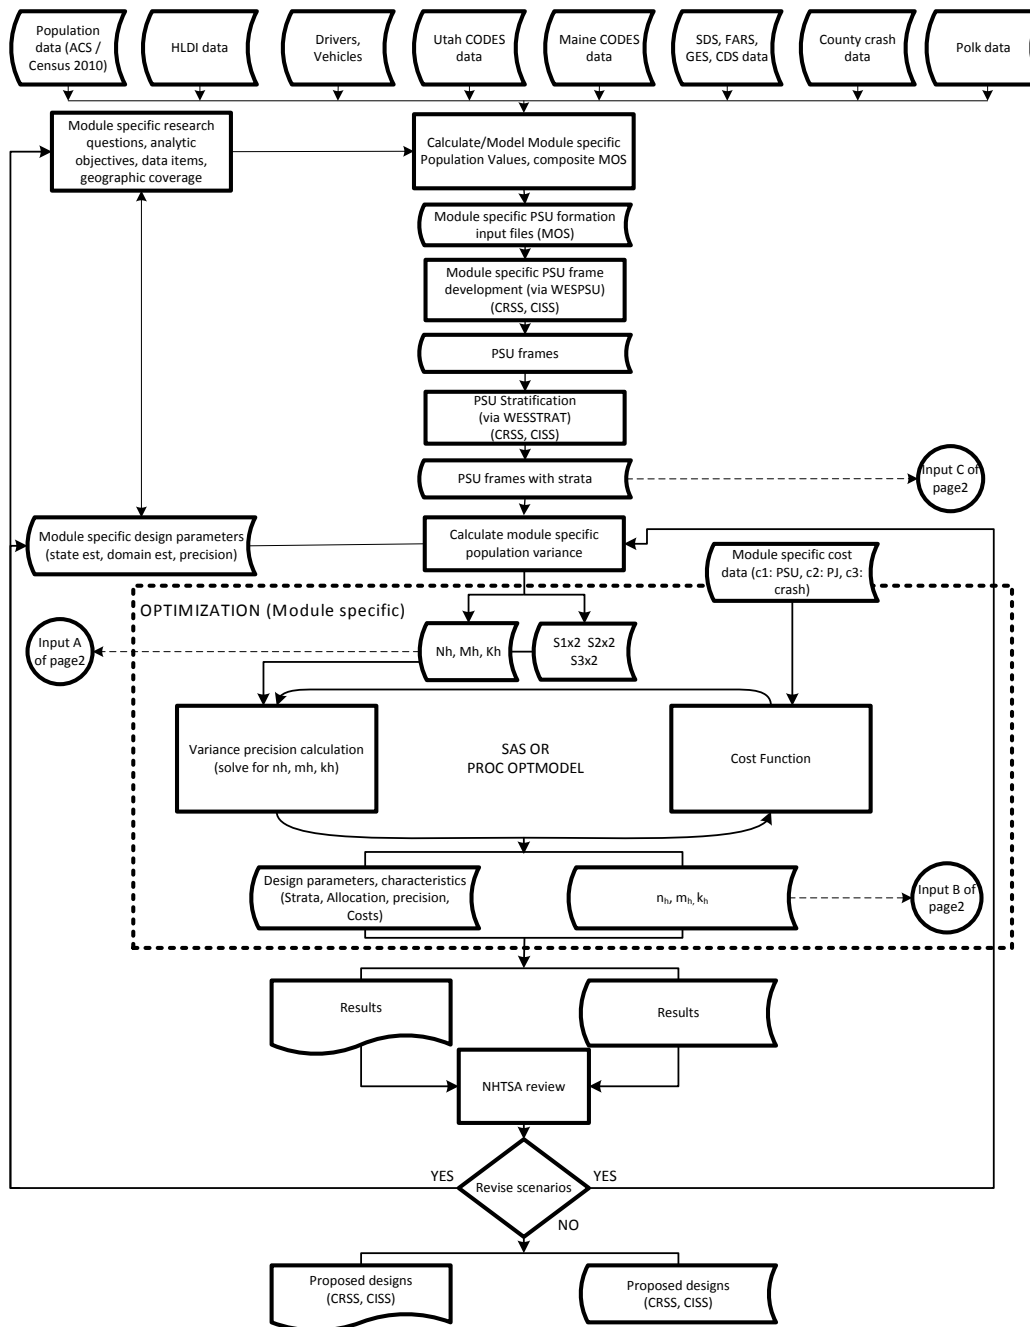 Population
data (ACS /
Census 2010)
HLDI data
Drivers,
Vehicles
Utah CODES
data
Maine CODES
data
SDS, FARS,
GES, CDS data
County crash
data
Polk data
Module specific research
questions, analytic
objectives, data items,
geographic coverage
Calculate/Model Module specific
Population Values, composite MOS
Module specific PSU formation
input files (MOS)
Module specific PSU frame
development (via WESPSU)
(CRSS, CISS)
PSU frames
PSU Stratification
(via WESSTRAT)
(CRSS, CISS)
PSU frames with strata
Input C of
page2
Module specific design parameters
(state est, domain est, precision)
Calculate module specific
population variance
Module specific cost
data (c1: PSU, c2: PJ, c3:
crash)
OPTIMIZATION (Module specific)
Input A
of page2
Nh, Mh, Kh
S1x2 S2x2
S3x2
Variance precision calculation
(solve for nh, mh, kh)
SAS OR
PROC OPTMODEL
Cost Function
Design parameters, characteristics
(Strata, Allocation, precision,
Costs)
nh, mh, kh
Input B of
page2
Results
Results
NHTSA review
YES
Revise scenarios
YES
NO
Proposed designs
(CRSS, CISS)
Proposed designs
(CRSS, CISS)